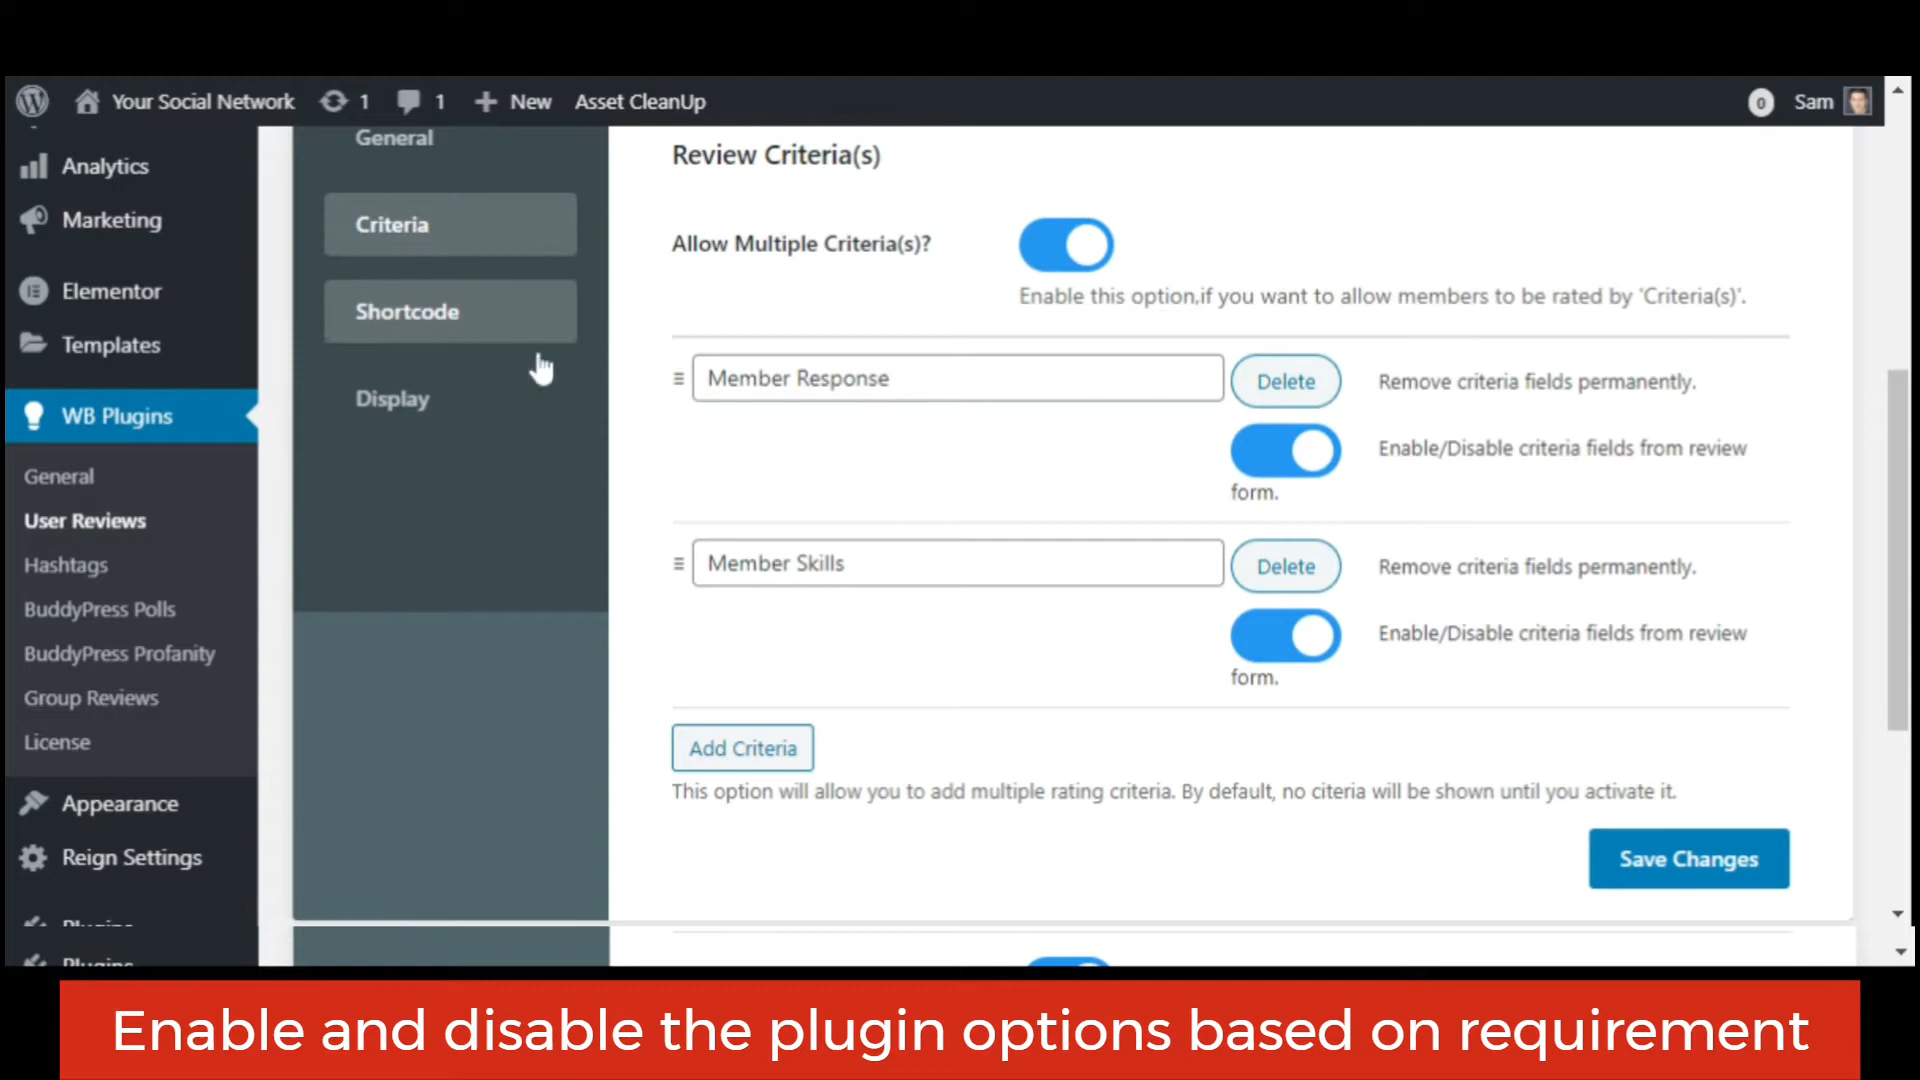 Your Social Network 1 1 New Asset CleanUp 0 Sam
Analytics
Marketing
Elementor
Templates
WB Plugins
General
User Reviews
Hashtags
BuddyPress Polls
BuddyPress Profanity
Group Reviews
License
Appearance
Reign Settings
Plugins
Plugins
General
Criteria
Shortcode
Display
Review Criteria(s)
Allow Multiple Criteria(s)?
Enable this option,if you want to allow members to be rated by 'Criteria(s)'.
Member Response Delete Remove criteria fields permanently.
Enable/Disable criteria fields from review
form.
Member Skills Delete Remove criteria fields permanently.
Enable/Disable criteria fields from review
form.
Add Criteria
This option will allow you to add multiple rating criteria. By default, no citeria will be shown until you activate it.
Save Changes
Enable and disable the plugin options based on requirement